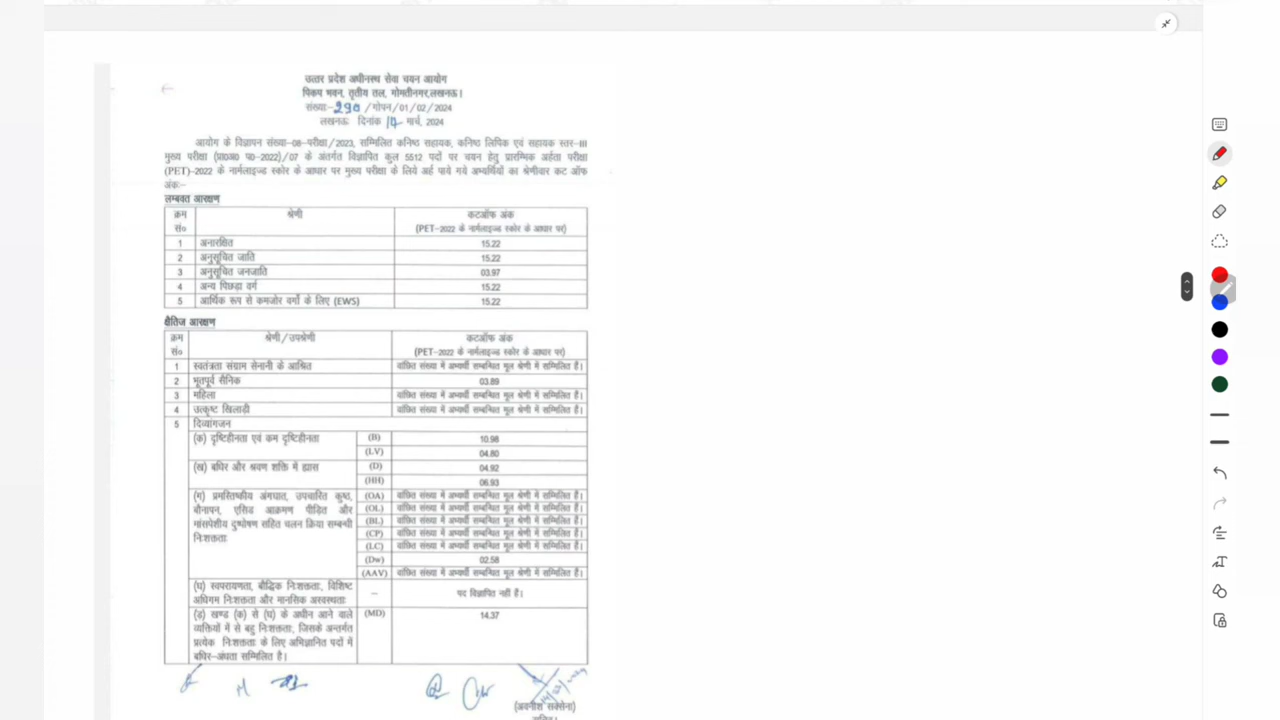 उत्तर प्रदेश अधीनस्थ सेवा चयन आयोग
पिकप भवन, तृतीय तल, गोमतीनगर,लखनऊ।
संख्या:-290/गोपन/01/02/2024
लखनऊ दिनांक 14 मार्च, 2024
आयोग के विज्ञापन संख्या-08-परीक्षा/2023, सम्मिलित कनिष्ठ सहायक, कनिष्ठ लिपिक एवं सहायक स्तर-III
मुख्य परीक्षा (प्रा०अ० प०-2022)/07 के अंतर्गत विज्ञापित कुल 5512 पदों पर चयन हेतु प्रारम्भिक अर्हता परीक्षा
(PET)-2022 के नार्मलाइज्ड स्कोर के आधार पर मुख्य परीक्षा के लिये अर्ह पाये गये अभ्यर्थियों का श्रेणीवार कट ऑफ
अंक:-
लम्बवत आरक्षण
क्रम सं० श्रेणी कटऑफ अंक
(PET-2022 के नार्मलाइज्ड स्कोर के आधार पर)
1 अनारक्षित 15.22
2 अनुसूचित जाति 15.22
3 अनुसूचित जनजाति 03.97
4 अन्य पिछड़ा वर्ग 15.22
5 आर्थिक रूप से कमजोर वर्गों के लिए (EWS) 15.22
क्षैतिज आरक्षण
क्रम सं० श्रेणी/उपश्रेणी कटऑफ अंक
(PET-2022 के नार्मलाइज्ड स्कोर के आधार पर)
1 स्वतंत्रता संग्राम सेनानी के आश्रित वांछित संख्या में अभ्यर्थी सम्बन्धित मूल श्रेणी में सम्मिलित हैं।
2 भूतपूर्व सैनिक 03.89
3 महिला वांछित संख्या में अभ्यर्थी सम्बन्धित मूल श्रेणी में सम्मिलित हैं।
4 उत्कृष्ट खिलाड़ी वांछित संख्या में अभ्यर्थी सम्बन्धित मूल श्रेणी में सम्मिलित हैं।
5 दिव्यांगजन
(क) दृष्टिहीनता एवं कम दृष्टिहीनता (B) 10.98
(LV) 04.80
(ख) बधिर और श्रवण शक्ति में ह्रास (D) 04.92
(HH) 06.93
(ग) प्रमस्तिष्कीय अंगघात, उपचारित कुष्ठ, (OA) वांछित संख्या में अभ्यर्थी सम्बन्धित मूल श्रेणी में सम्मिलित हैं।
बौनापन, एसिड आक्रमण पीड़ित और (OL) वांछित संख्या में अभ्यर्थी सम्बन्धित मूल श्रेणी में सम्मिलित हैं।
मांसपेशीय दुष्पोषण सहित चलन क्रिया सम्बन्धी (BL) वांछित संख्या में अभ्यर्थी सम्बन्धित मूल श्रेणी में सम्मिलित हैं।
नि:शक्तता (CP) वांछित संख्या में अभ्यर्थी सम्बन्धित मूल श्रेणी में सम्मिलित हैं।
(LC) वांछित संख्या में अभ्यर्थी सम्बन्धित मूल श्रेणी में सम्मिलित हैं।
(Dw) 02.58
(AAV) वांछित संख्या में अभ्यर्थी सम्बन्धित मूल श्रेणी में सम्मिलित हैं।
(घ) स्वपरायणता, बौद्धिक नि:शक्तता, विशिष्ट – पद विज्ञापित नहीं हैं।
अधिगम नि:शक्तता और मानसिक अस्वस्थता
(ड़) खण्ड (क) से (घ) के अधीन आने वाले (MD) 14.37
व्यक्तियों में से बहु नि:शक्तता, जिसके अन्तर्गत
प्रत्येक नि:शक्तता के लिए अभिज्ञानित पदों में
बधिर-अंधता सम्मिलित है।
(अवनीश सक्सेना)